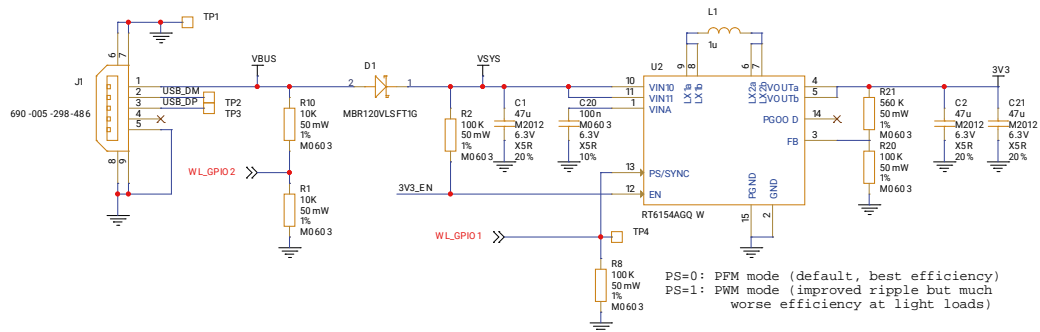 TP1
J1
6
7
1
2
3
4
5
8
9
690-005-298-486
USB_DM
USB_DP
TP2
TP3
VBUS
D1
2
1
MBR120VLSFT1G
R10
10K
50mW
1%
M0603
WL_GPIO2
R1
10K
50mW
1%
M0603
VSYS
R2
100K
50mW
1%
M0603
3V3_EN
C1
47u
M2012
6.3V
X5R
20%
C20
100n
M0603
6.3V
X5R
10%
L1
1u
U2
9
8
6
7
LX1a
LX1b
LX2a
LX2b
10
11
1
VIN10
VIN11
VINA
13
PS/SYNC
12
EN
4
5
VOUTa
VOUTb
14
PGOOD
3
FB
PGND
GND
15
2
RT6154AGQW
WL_GPIO1
TP4
R8
100K
50mW
1%
M0603
R21
560K
50mW
1%
M0603
R20
100K
50mW
1%
M0603
3V3
C2
47u
M2012
6.3V
X5R
20%
C21
47u
M2012
6.3V
X5R
20%
PS=0: PFM mode (default, best efficiency)
PS=1: PWM mode (improved ripple but much
worse efficiency at light loads)